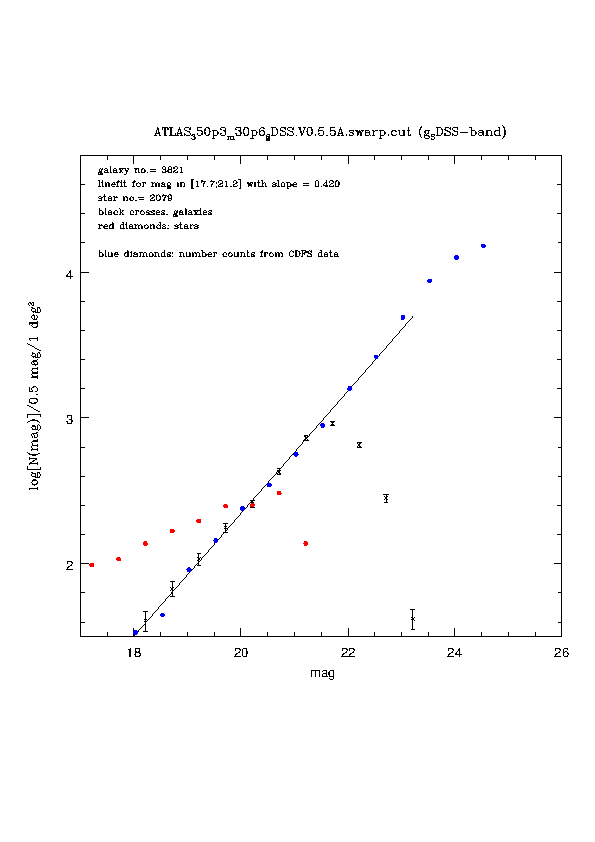 ATLAS₃50p3ₘ30p6gDSS.V0.5.5A.swarp.cut (gₛDSS−band)
galaxy no.= 3821
linefit for mag in [17.7;21.2] with slope = 0.420
star no.= 2079
black crosses: galaxies
red diamonds: stars
blue diamonds: number counts from CDFS data
log[N(mag)]/0.5 mag/1 deg²
4
3
2
18 20 22 24 26
mag